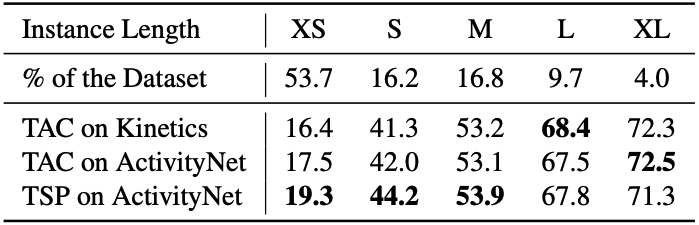 Instance Length XS S M L XL
% of the Dataset 53.7 16.2 16.8 9.7 4.0
TAC on Kinetics 16.4 41.3 53.2 68.4 72.3
TAC on ActivityNet 17.5 42.0 53.1 67.5 72.5
TSP on ActivityNet 19.3 44.2 53.9 67.8 71.3